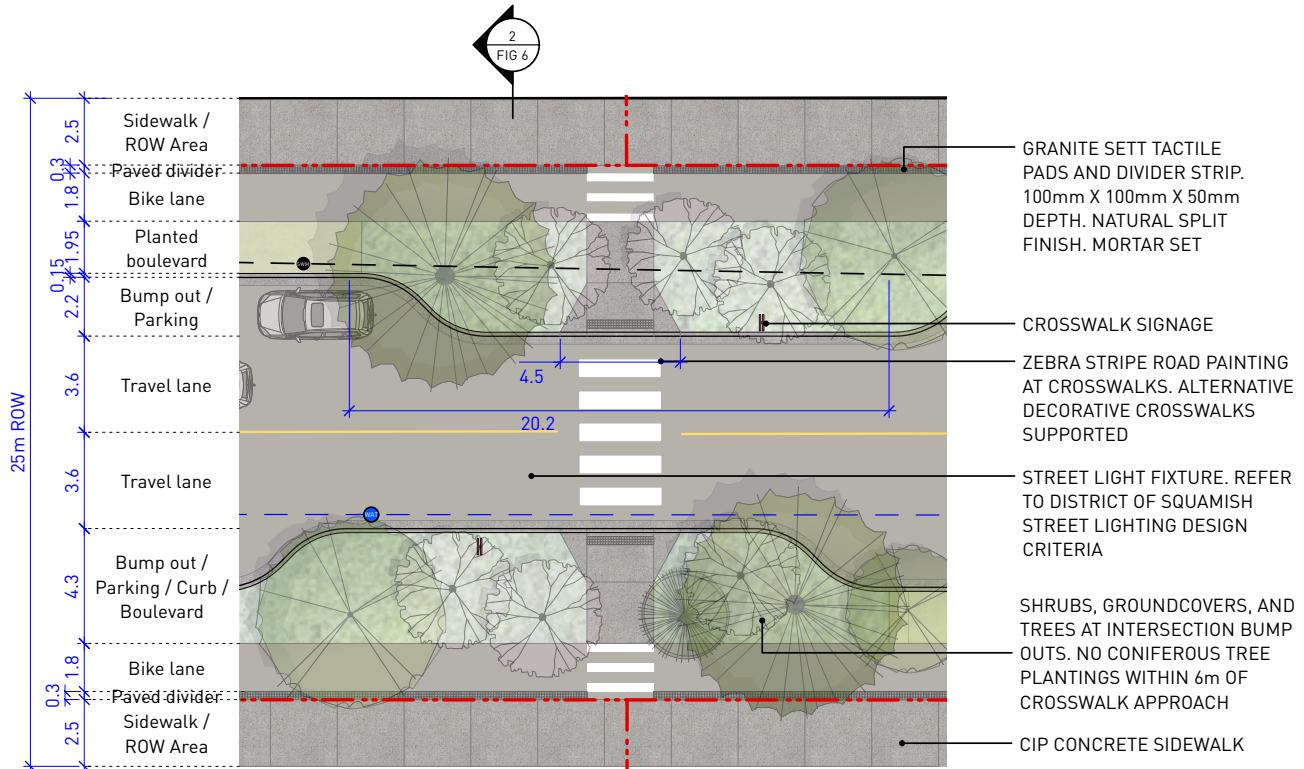 2
FIG 6
25m ROW
2.5
0.3
1.8
1.95
0.15
2.2
3.6
3.6
4.3
1.8
0.3
2.5
Sidewalk /
ROW Area
Paved divider
Bike lane
Planted
boulevard
Bump out /
Parking
Travel lane
Travel lane
Bump out /
Parking / Curb /
Boulevard
Bike lane
Paved divider
Sidewalk /
ROW Area
SWM
4.5
20.2
WAT
GRANITE SETT TACTILE
PADS AND DIVIDER STRIP.
100mm X 100mm X 50mm
DEPTH. NATURAL SPLIT
FINISH. MORTAR SET
CROSSWALK SIGNAGE
ZEBRA STRIPE ROAD PAINTING
AT CROSSWALKS. ALTERNATIVE
DECORATIVE CROSSWALKS
SUPPORTED
STREET LIGHT FIXTURE. REFER
TO DISTRICT OF SQUAMISH
STREET LIGHTING DESIGN
CRITERIA
SHRUBS, GROUNDCOVERS, AND
TREES AT INTERSECTION BUMP
OUTS. NO CONIFEROUS TREE
PLANTINGS WITHIN 6m OF
CROSSWALK APPROACH
CIP CONCRETE SIDEWALK